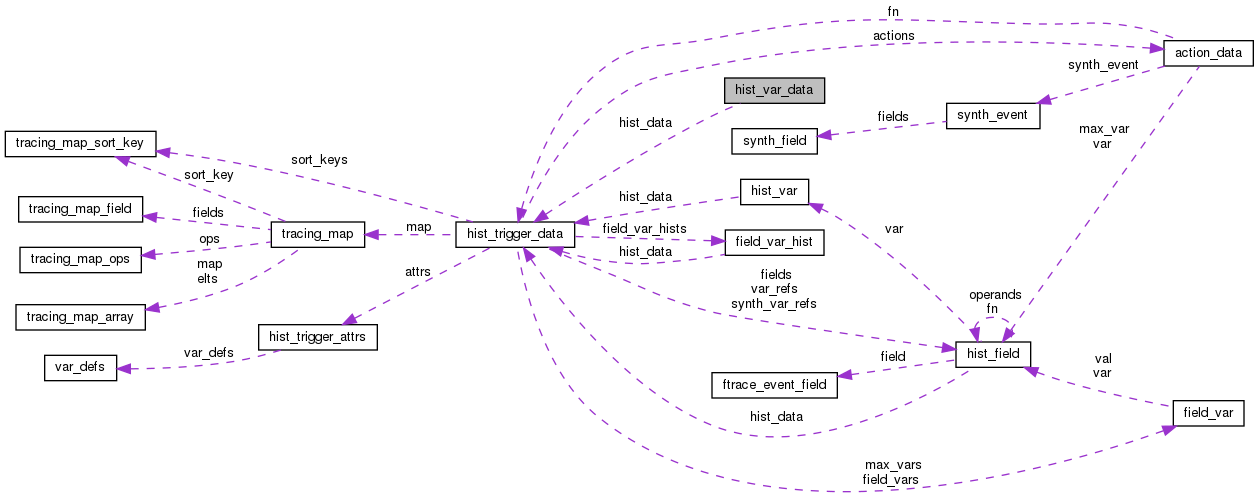 fn
actions
action_data
synth_event
hist_var_data
synth_event
hist_data
fields
synth_field
max_var
var
tracing_map_sort_key
sort_keys
sort_key
hist_var
hist_data
tracing_map_field
fields
tracing_map
map
hist_trigger_data
field_var_hists
field_var_hist
var
ops
hist_data
tracing_map_ops
map
elts
attrs
fields
var_refs
synth_var_refs
operands
fn
tracing_map_array
hist_trigger_attrs
hist_field
var_defs
var_defs
field
ftrace_event_field
val
var
hist_data
field_var
max_vars
field_vars